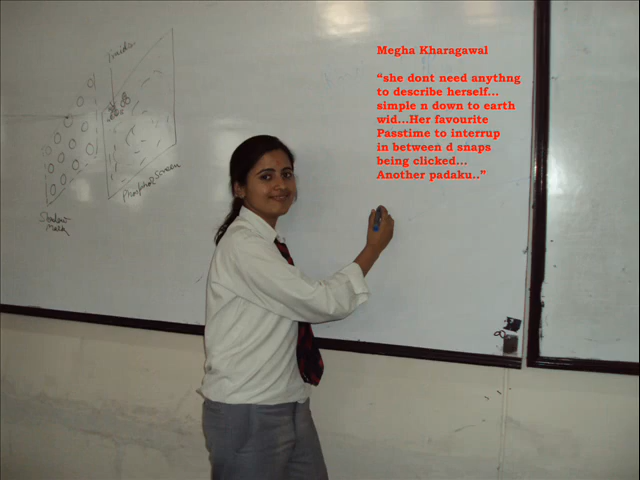 Megha Kharagawal
“she dont need anythng
to describe herself...
simple n down to earth
wid...Her favourite
Passtime to interrup
in between d snaps
being clicked...
Another padaku..”
Phosphor Screen
Shadow
Mask